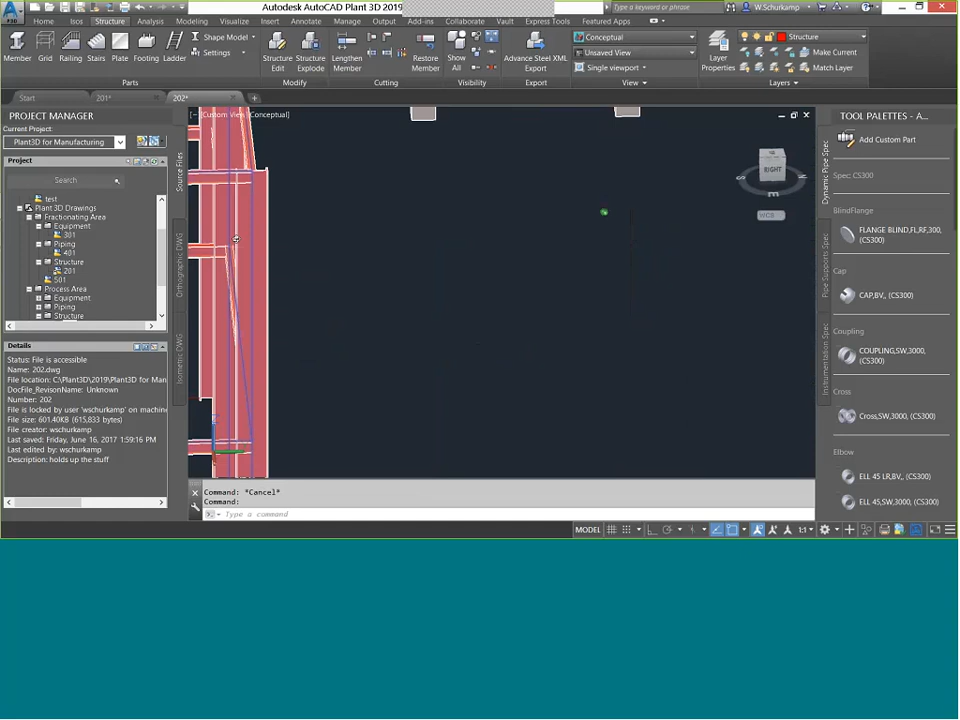 Autodesk AutoCAD Plant 3D 2019
Type a keyword or phrase
W.Schurkamp
Home Isos Structure Analysis Modeling Visualize Insert Annotate Manage Output Add-ins Collaborate Vault Express Tools Featured Apps
Member Grid Railing Stairs Plate Footing Ladder
Shape Model
Settings
Parts
Structure Edit
Structure Explode
Modify
Lengthen Member
Restore Member
Cutting
Show All
Visibility
Advance Steel XML Export
Export
Conceptual
Unsaved View
Single viewport
View
Layer Properties
Structure
Make Current
Match Layer
Layers
Start 201* 202*
PROJECT MANAGER
Current Project:
Plant3D for Manufacturing
Project
Search
test
Plant 3D Drawings
Fractionating Area
Equipment
301
Piping
401
Structure
201
501
Process Area
Equipment
Piping
Structure
Source Files
Orthographic DWG
Isometric DWG
Details
Status: File is accessible
Name: 202.dwg
File location: C:\Plant3D\2019\Plant3D for Man
DocFile_RevisonName: Unknown
Number: 202
File is locked by user 'wschurkamp' on machin
File size: 601.40KB (615,833 bytes)
File creator: wschurkamp
Last saved: Friday, June 16, 2017 1:59:16 PM
Last edited by: wschurkamp
Description: holds up the stuff
[−][Custom View][Conceptual]
RIGHT
S
E
WCS
Command: *Cancel*
Command:
Type a command
MODEL
1:1
TOOL PALETTES - A...
Dynamic Pipe Spec
Pipe Supports Spec
Instrumentation Spec
Add Custom Part
Spec: CS300
BlindFlange
FLANGE BLIND,FL,RF,300,
(CS300)
Cap
CAP,BV,, (CS300)
Coupling
COUPLING,SW,3000,
(CS300)
Cross
Cross,SW,3000, (CS300)
Elbow
ELL 45 LR,BV,, (CS300)
ELL 45,SW,3000, (CS300)